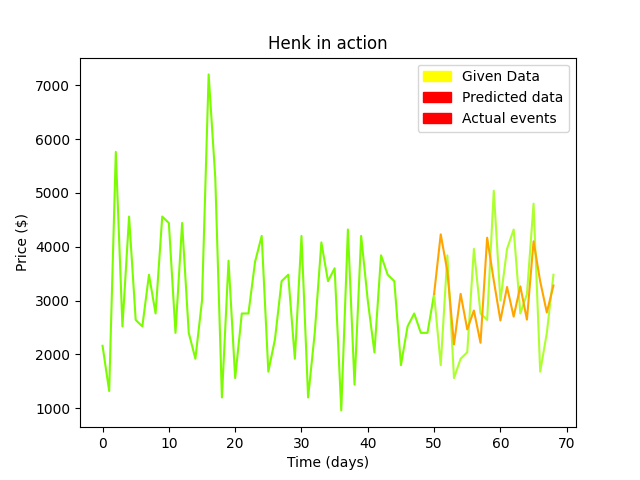 Henk in action
Given Data
Predicted data
Actual events
Price ($)
7000
6000
5000
4000
3000
2000
1000
0 10 20 30 40 50 60 70
Time (days)